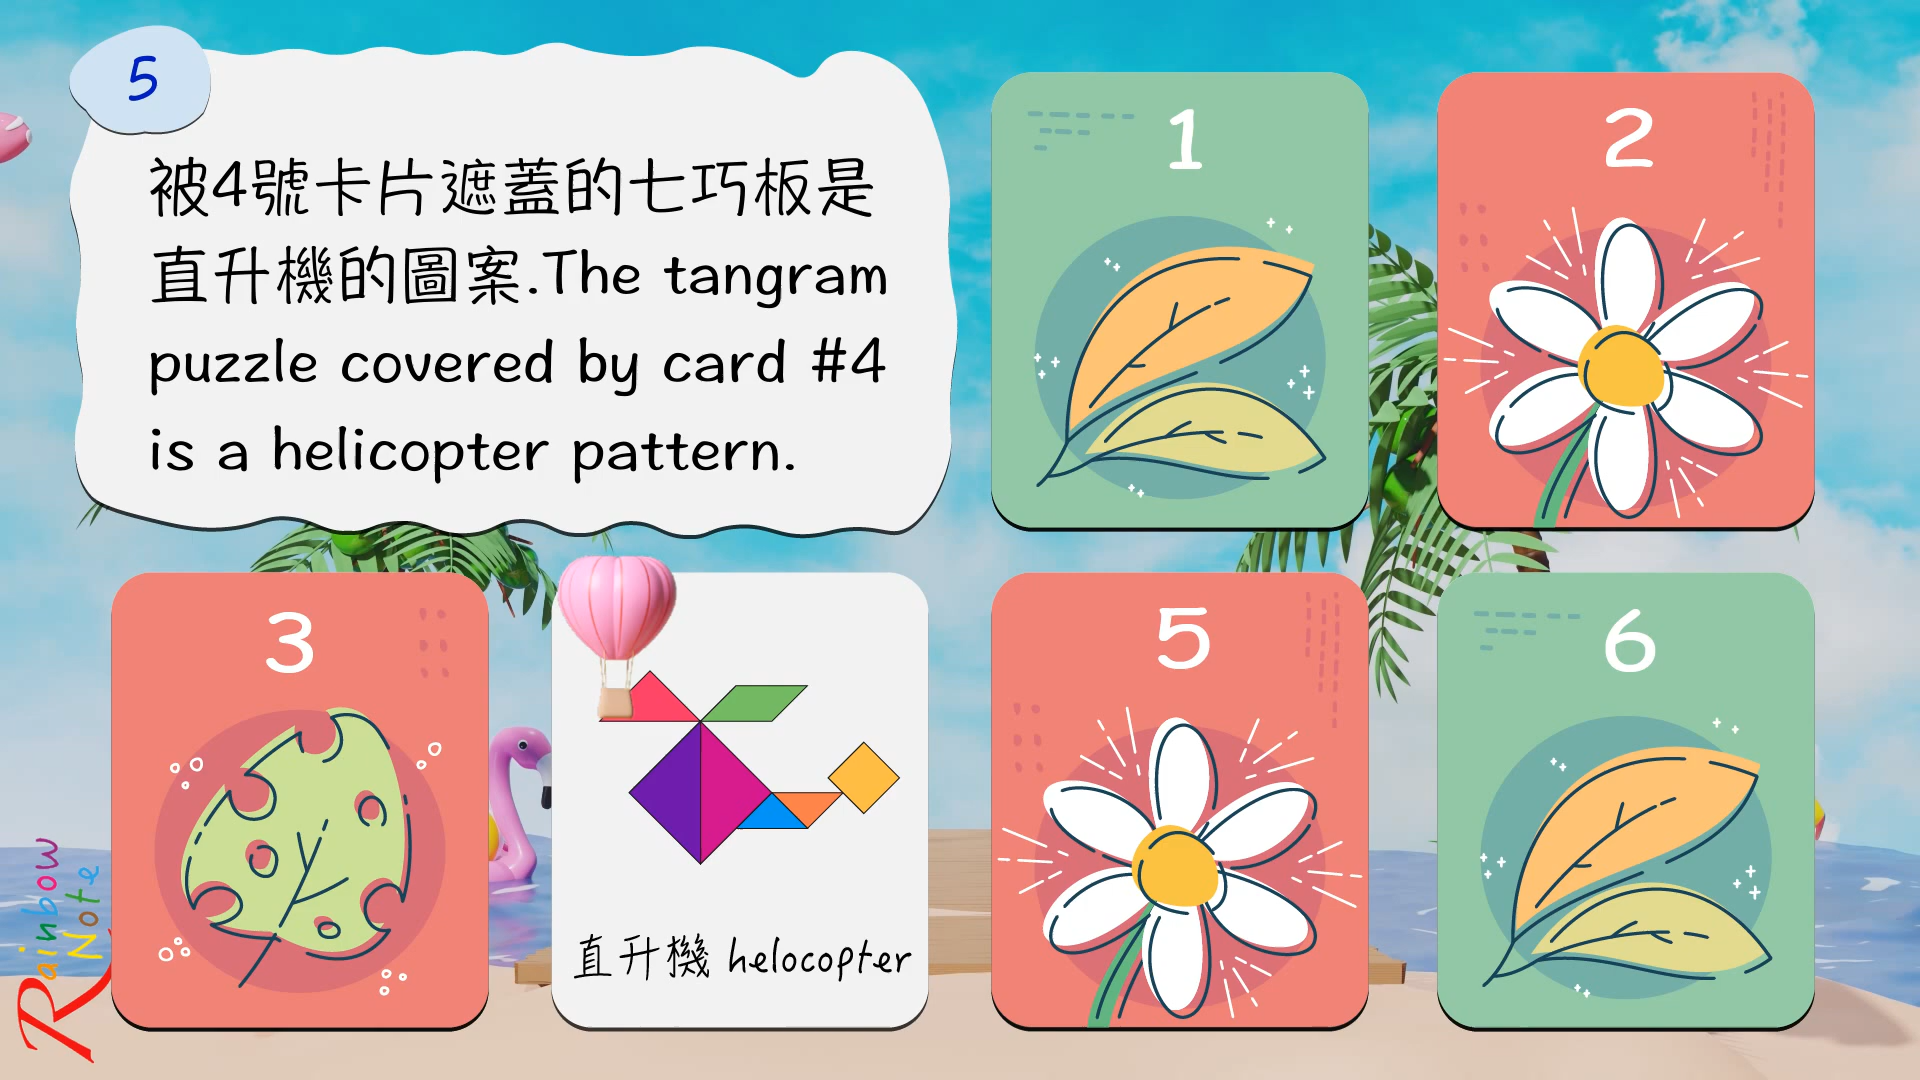 5
被4號卡片遮蓋的七巧板是
直升機的圖案.The tangram
puzzle covered by card #4
is a helicopter pattern.
1
2
3
直升機 helocopter
5
6
Rainbow
Note